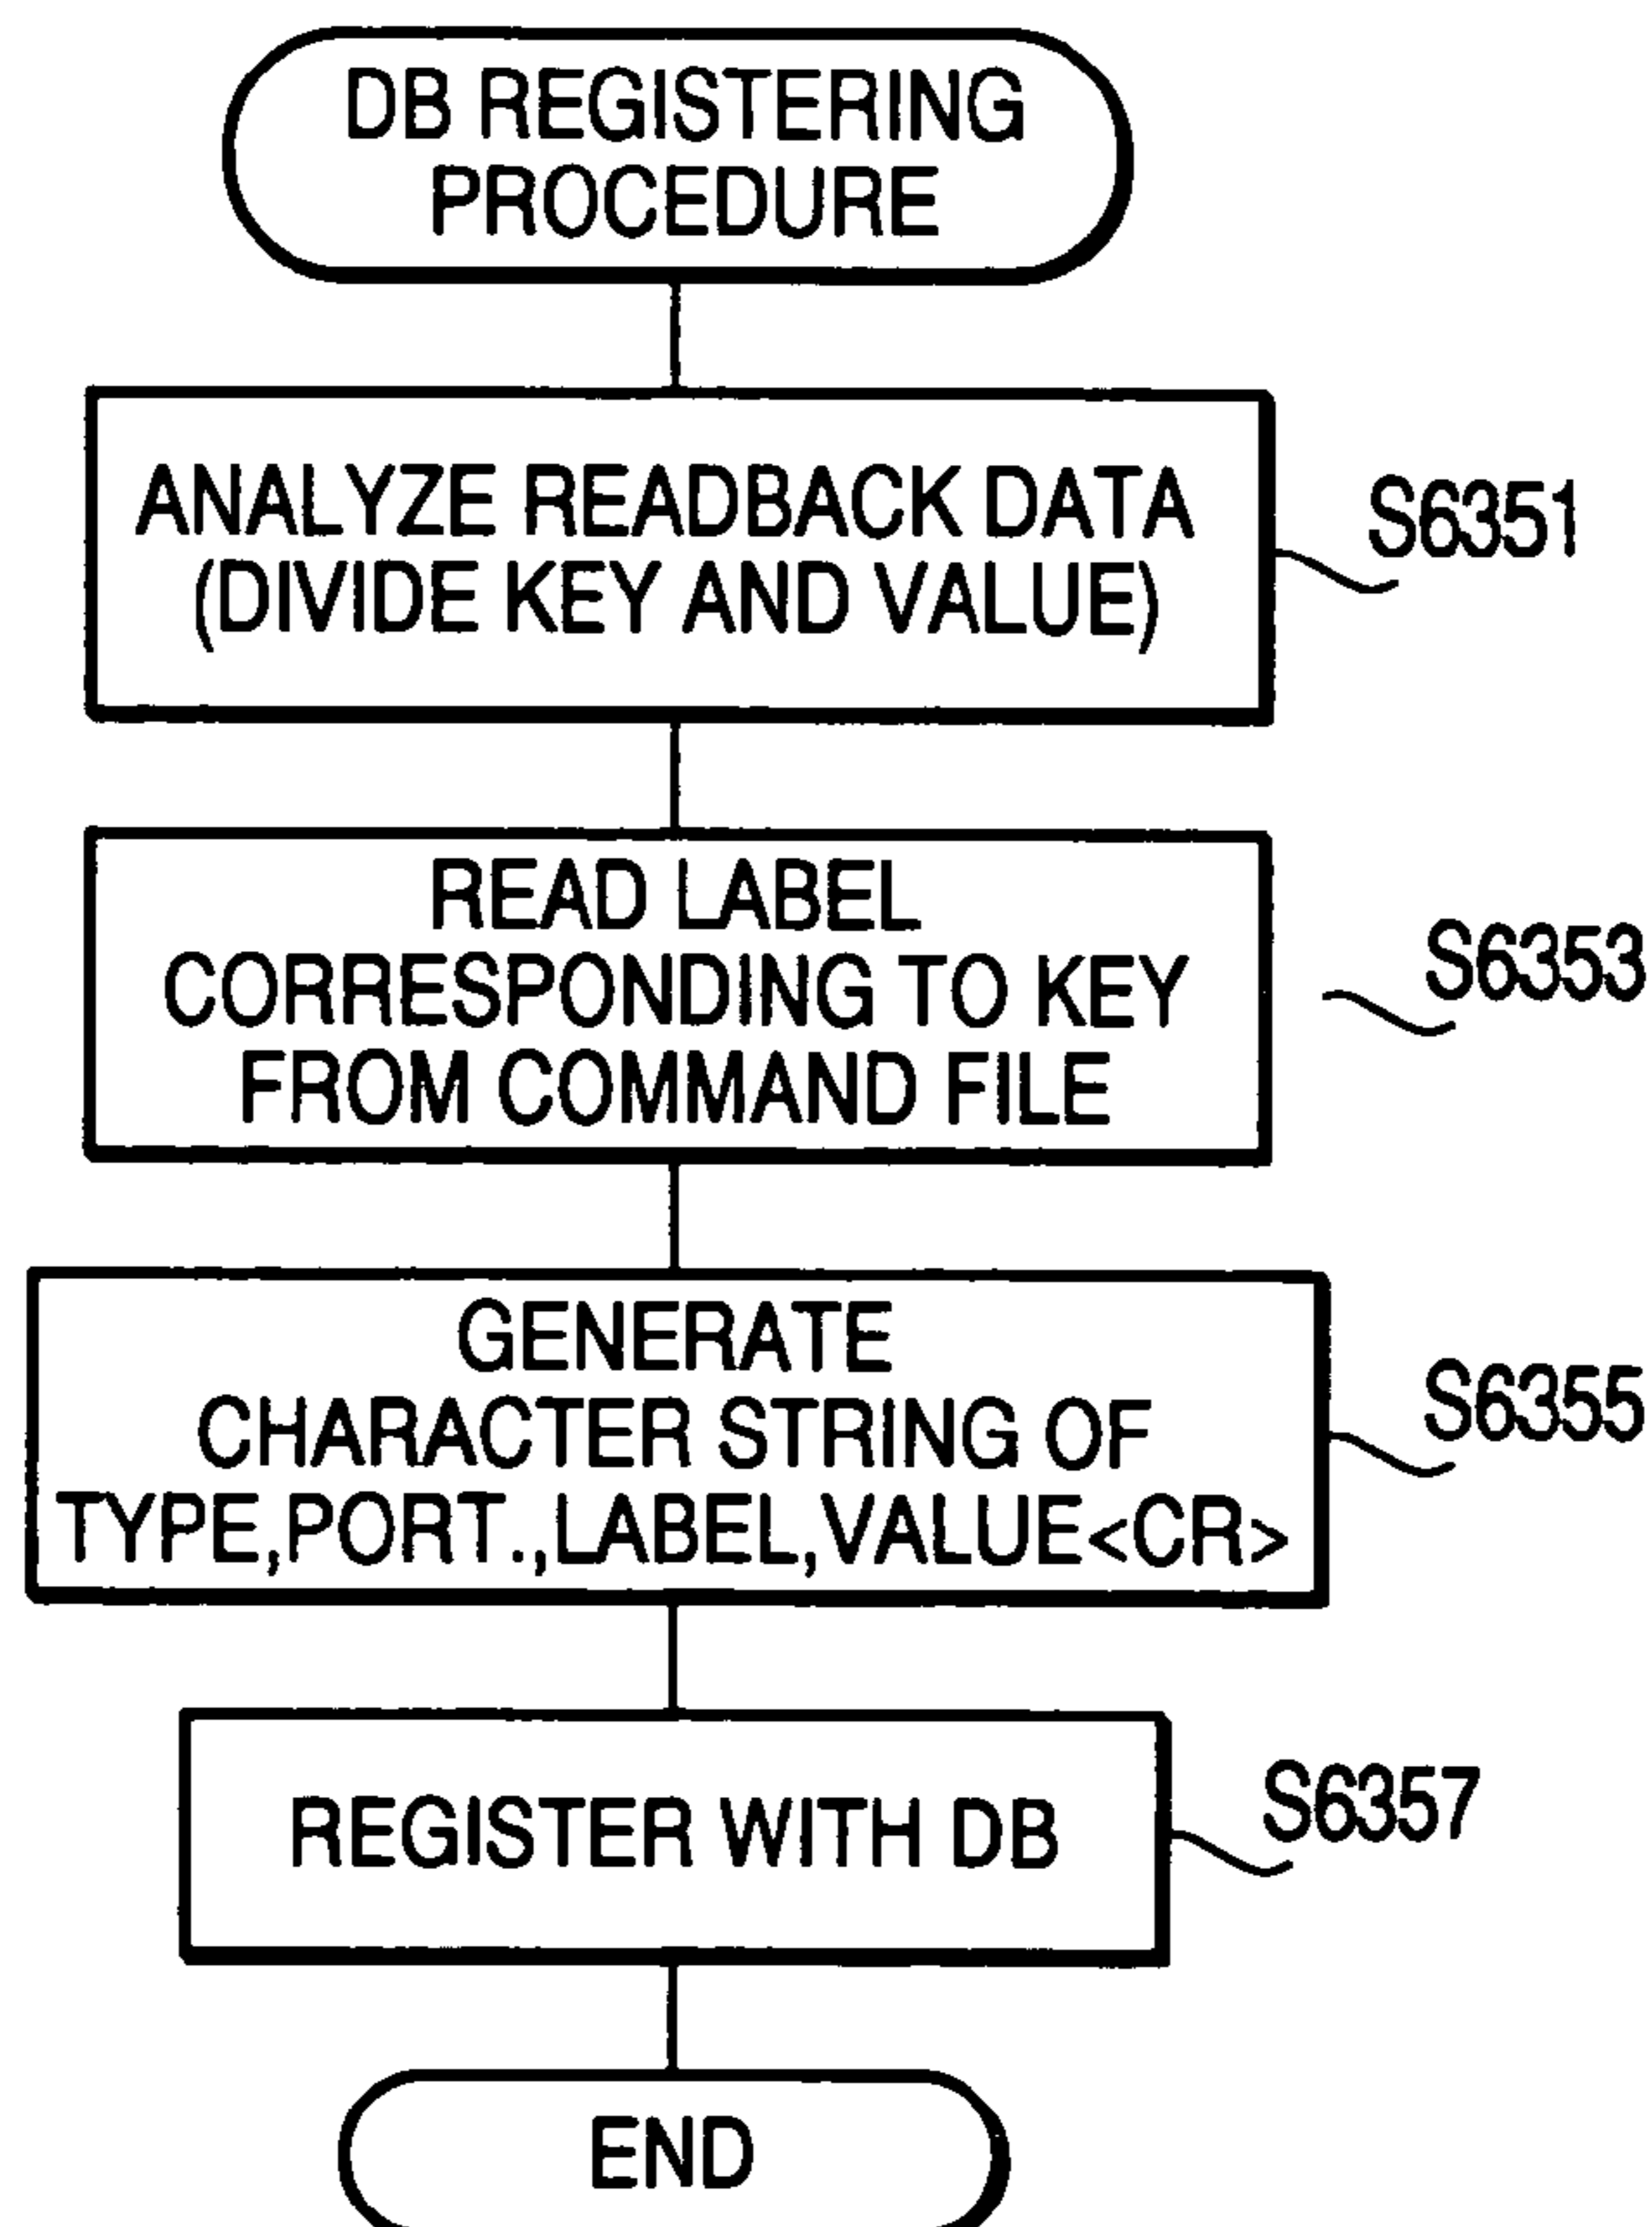 DB REGISTERING
PROCEDURE
ANALYZE READBACK DATA
(DIVIDE KEY AND VALUE)
S6351
READ LABEL
CORRESPONDING TO KEY
FROM COMMAND FILE
S6353
GENERATE
CHARACTER STRING OF
TYPE,PORT.,LABEL,VALUE<CR>
S6355
REGISTER WITH DB
S6357
END